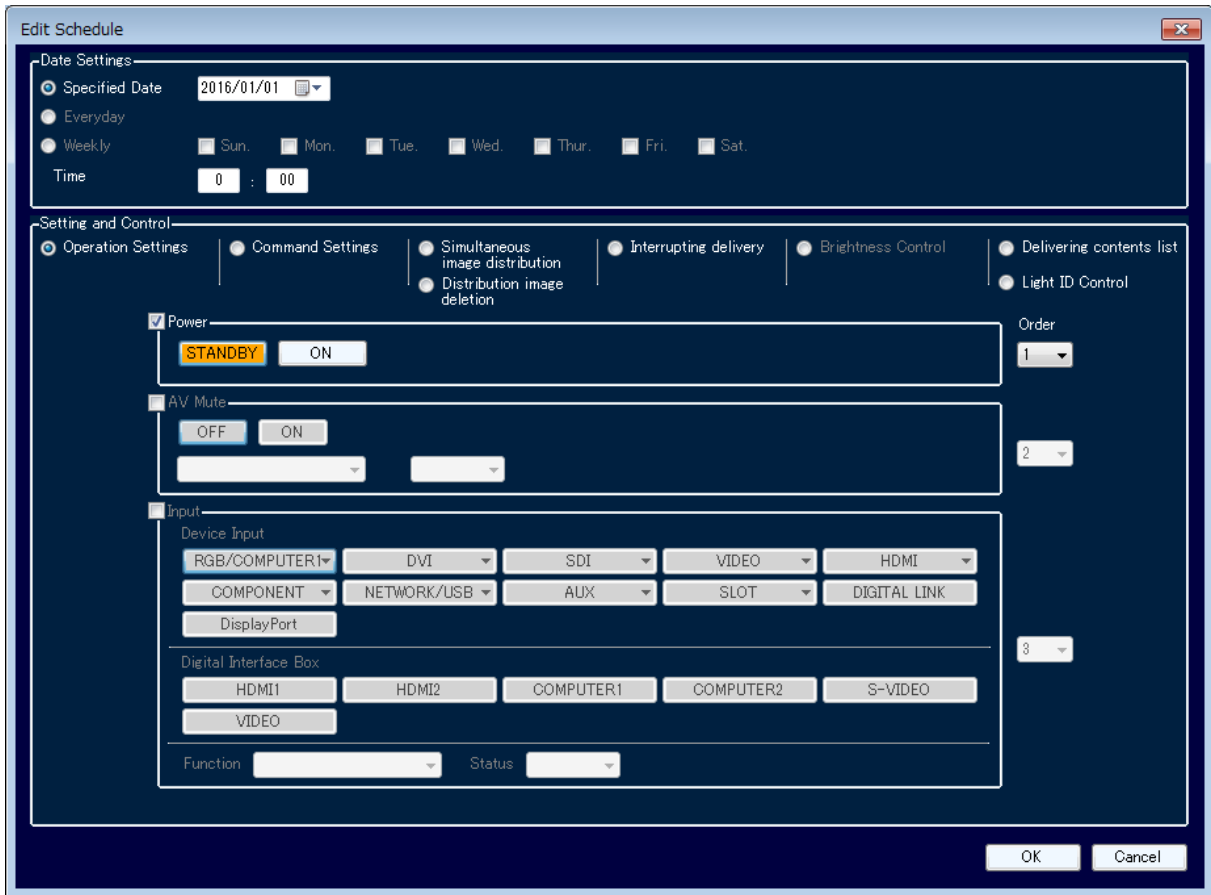 Edit Schedule
Date Settings
Specified Date 2016/01/01
Everyday
Weekly Sun. Mon. Tue. Wed. Thur. Fri. Sat.
Time 0 : 00
Setting and Control
Operation Settings Command Settings Simultaneous image distribution Interrupting delivery Brightness Control Delivering contents list
Distribution image deletion Light ID Control
Power Order
STANDBY ON 1
AV Mute
OFF ON
2
Input
Device Input
RGB/COMPUTER1 DVI SDI VIDEO HDMI
COMPONENT NETWORK/USB AUX SLOT DIGITAL LINK
DisplayPort
3
Digital Interface Box
HDMI1 HDMI2 COMPUTER1 COMPUTER2 S-VIDEO
VIDEO
Function Status
OK Cancel